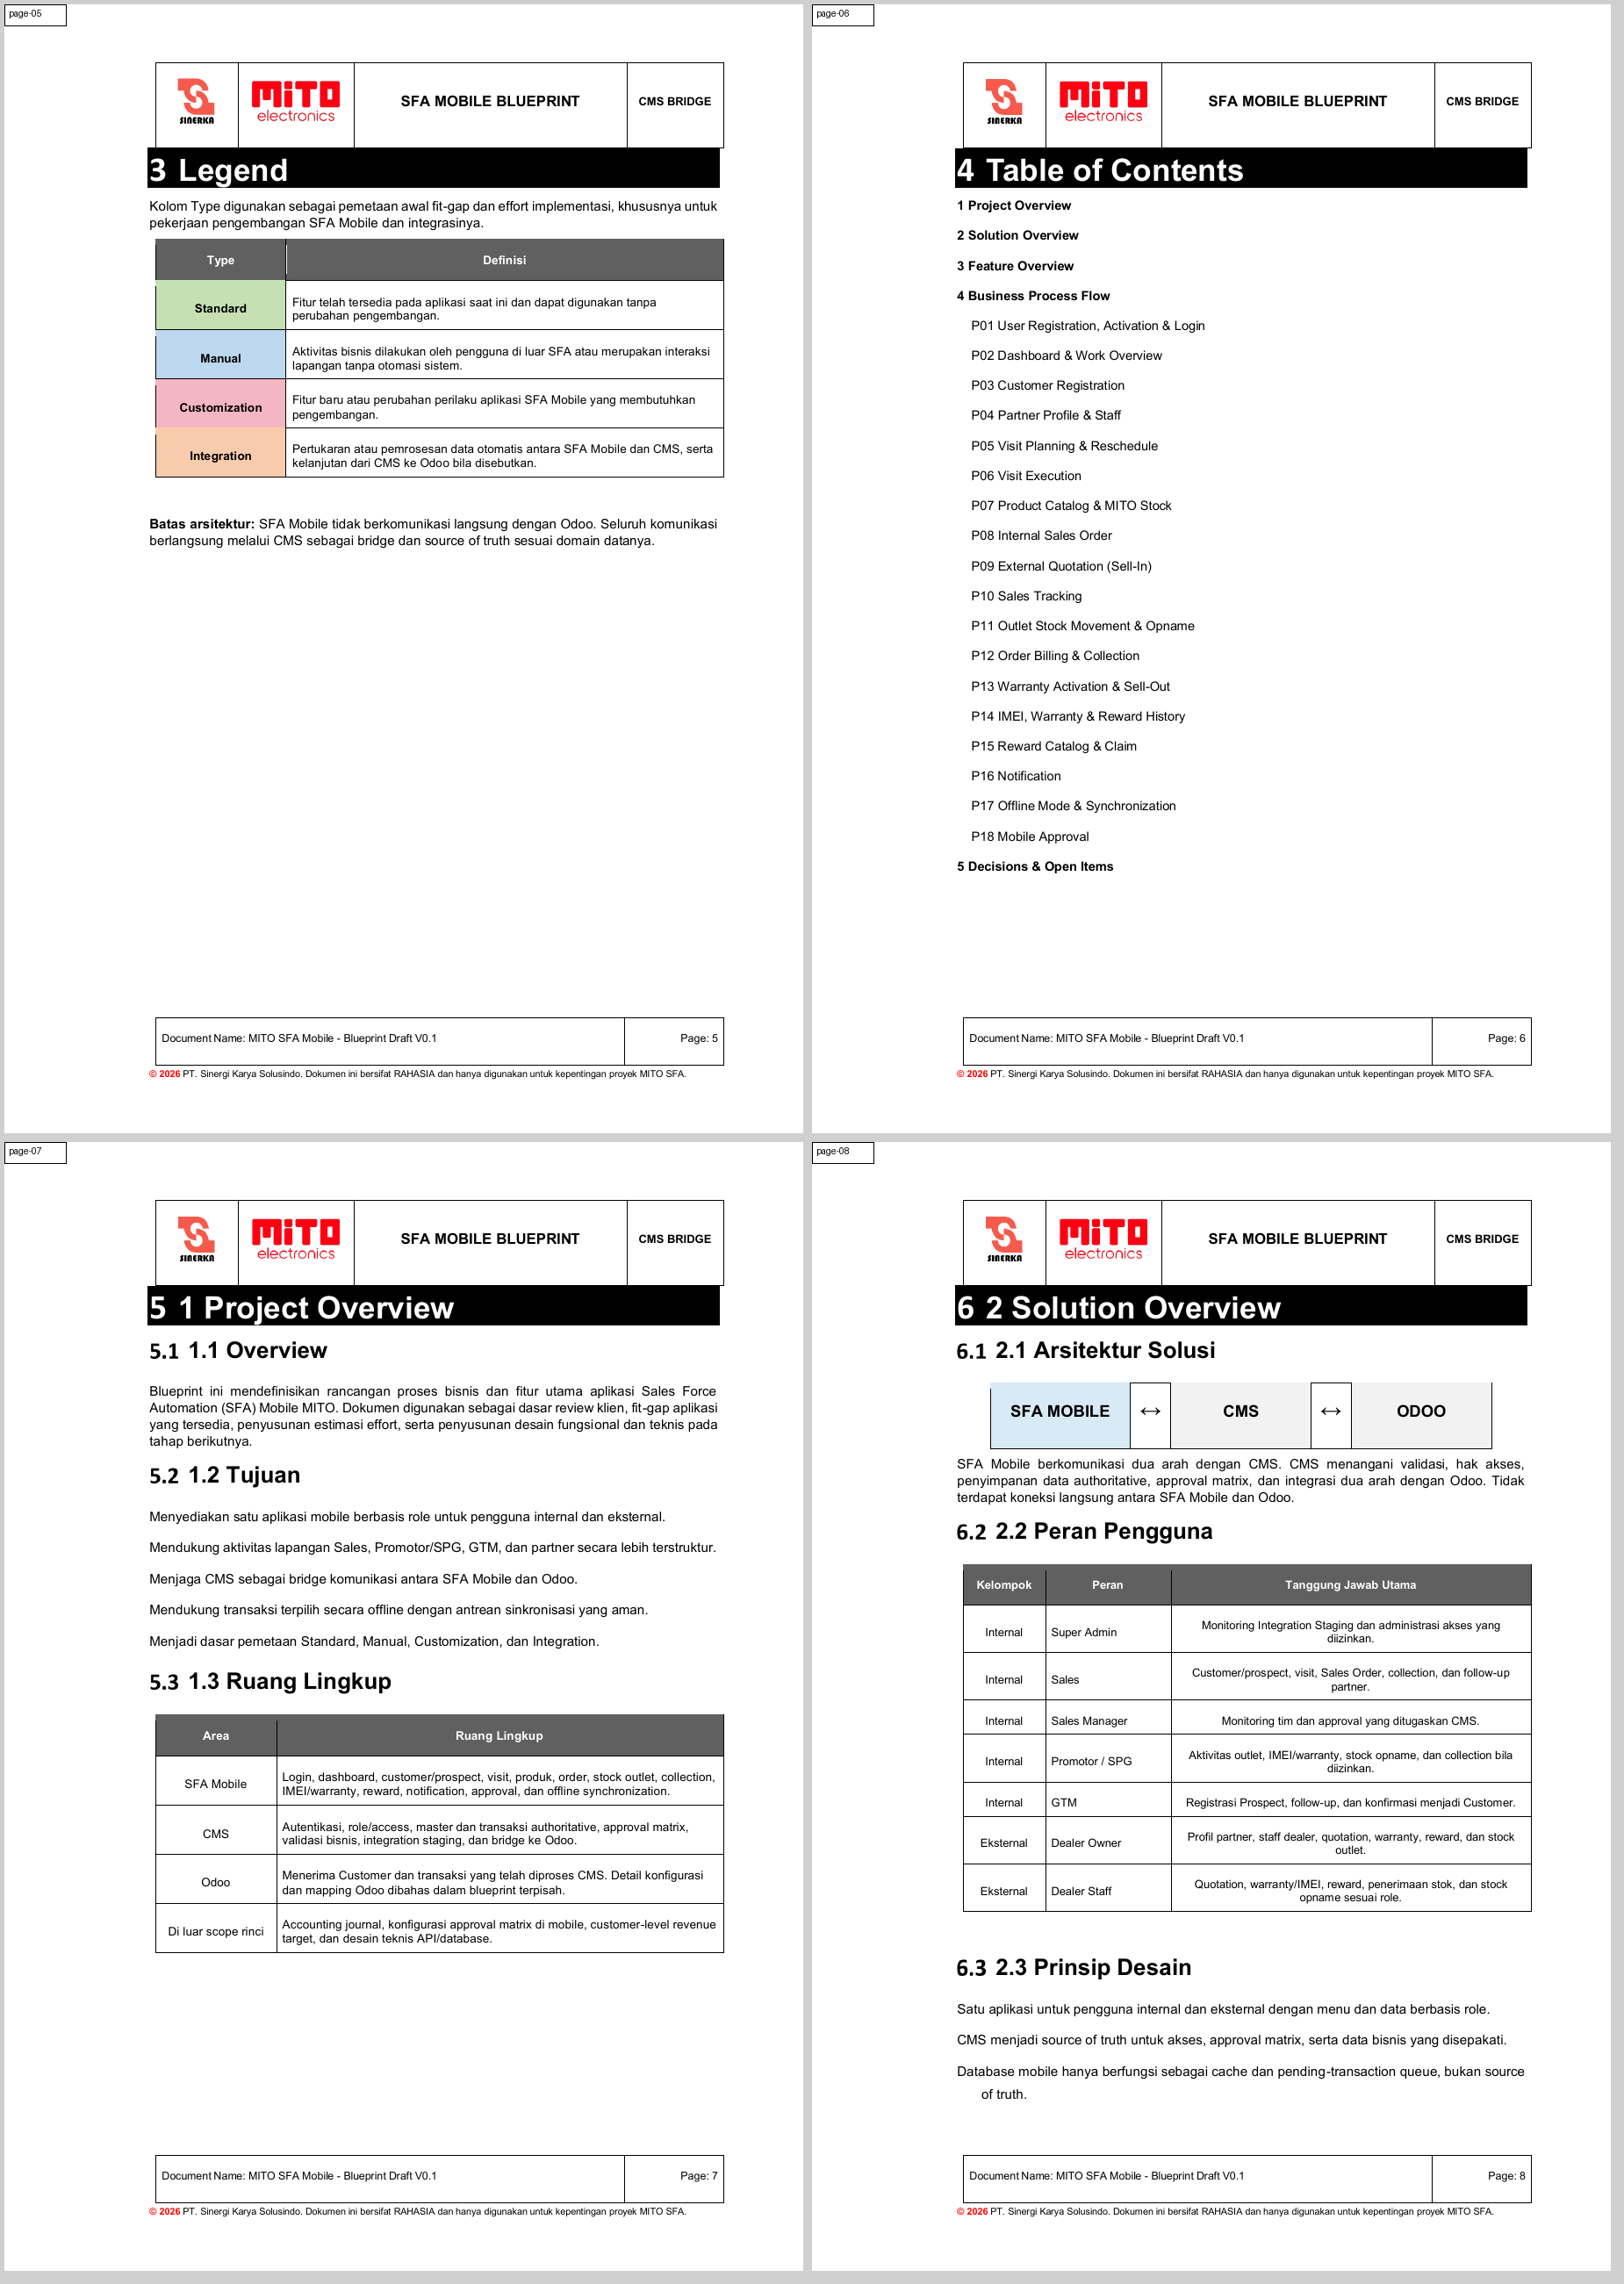 page-05
SINERKA
MiTO
electronics
SFA MOBILE BLUEPRINT
CMS BRIDGE
3 Legend
Kolom Type digunakan sebagai pemetaan awal fit-gap dan effort implementasi, khususnya untuk
pekerjaan pengembangan SFA Mobile dan integrasinya.
Type
Definisi
Standard
Fitur telah tersedia pada aplikasi saat ini dan dapat digunakan tanpa
perubahan pengembangan.
Manual
Aktivitas bisnis dilakukan oleh pengguna di luar SFA atau merupakan interaksi
lapangan tanpa otomasi sistem.
Customization
Fitur baru atau perubahan perilaku aplikasi SFA Mobile yang membutuhkan
pengembangan.
Integration
Pertukaran atau pemrosesan data otomatis antara SFA Mobile dan CMS, serta
kelanjutan dari CMS ke Odoo bila disebutkan.
Batas arsitektur: SFA Mobile tidak berkomunikasi langsung dengan Odoo. Seluruh komunikasi
berlangsung melalui CMS sebagai bridge dan source of truth sesuai domain datanya.
Document Name: MITO SFA Mobile - Blueprint Draft V0.1
Page: 5
© 2026 PT. Sinergi Karya Solusindo. Dokumen ini bersifat RAHASIA dan hanya digunakan untuk kepentingan proyek MITO SFA.
page-06
SINERKA
MiTO
electronics
SFA MOBILE BLUEPRINT
CMS BRIDGE
4 Table of Contents
1 Project Overview
2 Solution Overview
3 Feature Overview
4 Business Process Flow
P01 User Registration, Activation & Login
P02 Dashboard & Work Overview
P03 Customer Registration
P04 Partner Profile & Staff
P05 Visit Planning & Reschedule
P06 Visit Execution
P07 Product Catalog & MITO Stock
P08 Internal Sales Order
P09 External Quotation (Sell-In)
P10 Sales Tracking
P11 Outlet Stock Movement & Opname
P12 Order Billing & Collection
P13 Warranty Activation & Sell-Out
P14 IMEI, Warranty & Reward History
P15 Reward Catalog & Claim
P16 Notification
P17 Offline Mode & Synchronization
P18 Mobile Approval
5 Decisions & Open Items
Document Name: MITO SFA Mobile - Blueprint Draft V0.1
Page: 6
© 2026 PT. Sinergi Karya Solusindo. Dokumen ini bersifat RAHASIA dan hanya digunakan untuk kepentingan proyek MITO SFA.
page-07
SINERKA
MiTO
electronics
SFA MOBILE BLUEPRINT
CMS BRIDGE
5 1 Project Overview
5.1 1.1 Overview
Blueprint ini mendefinisikan rancangan proses bisnis dan fitur utama aplikasi Sales Force
Automation (SFA) Mobile MITO. Dokumen digunakan sebagai dasar review klien, fit-gap aplikasi
yang tersedia, penyusunan estimasi effort, serta penyusunan desain fungsional dan teknis pada
tahap berikutnya.
5.2 1.2 Tujuan
Menyediakan satu aplikasi mobile berbasis role untuk pengguna internal dan eksternal.
Mendukung aktivitas lapangan Sales, Promotor/SPG, GTM, dan partner secara lebih terstruktur.
Menjaga CMS sebagai bridge komunikasi antara SFA Mobile dan Odoo.
Mendukung transaksi terpilih secara offline dengan antrean sinkronisasi yang aman.
Menjadi dasar pemetaan Standard, Manual, Customization, dan Integration.
5.3 1.3 Ruang Lingkup
Area
Ruang Lingkup
SFA Mobile
Login, dashboard, customer/prospect, visit, produk, order, stock outlet, collection,
IMEI/warranty, reward, notification, approval, dan offline synchronization.
CMS
Autentikasi, role/access, master dan transaksi authoritative, approval matrix,
validasi bisnis, integration staging, dan bridge ke Odoo.
Odoo
Menerima Customer dan transaksi yang telah diproses CMS. Detail konfigurasi
dan mapping Odoo dibahas dalam blueprint terpisah.
Di luar scope rinci
Accounting journal, konfigurasi approval matrix di mobile, customer-level revenue
target, dan desain teknis API/database.
Document Name: MITO SFA Mobile - Blueprint Draft V0.1
Page: 7
© 2026 PT. Sinergi Karya Solusindo. Dokumen ini bersifat RAHASIA dan hanya digunakan untuk kepentingan proyek MITO SFA.
page-08
SINERKA
MiTO
electronics
SFA MOBILE BLUEPRINT
CMS BRIDGE
6 2 Solution Overview
6.1 2.1 Arsitektur Solusi
SFA MOBILE ↔ CMS ↔ ODOO
SFA Mobile berkomunikasi dua arah dengan CMS. CMS menangani validasi, hak akses,
penyimpanan data authoritative, approval matrix, dan integrasi dua arah dengan Odoo. Tidak
terdapat koneksi langsung antara SFA Mobile dan Odoo.
6.2 2.2 Peran Pengguna
Kelompok
Peran
Tanggung Jawab Utama
Internal
Super Admin
Monitoring Integration Staging dan administrasi akses yang
diizinkan.
Internal
Sales
Customer/prospect, visit, Sales Order, collection, dan follow-up
partner.
Internal
Sales Manager
Monitoring tim dan approval yang ditugaskan CMS.
Internal
Promotor / SPG
Aktivitas outlet, IMEI/warranty, stock opname, dan collection bila
diizinkan.
Internal
GTM
Registrasi Prospect, follow-up, dan konfirmasi menjadi Customer.
Eksternal
Dealer Owner
Profil partner, staff dealer, quotation, warranty, reward, dan stock
outlet.
Eksternal
Dealer Staff
Quotation, warranty/IMEI, reward, penerimaan stok, dan stock
opname sesuai role.
6.3 2.3 Prinsip Desain
Satu aplikasi untuk pengguna internal dan eksternal dengan menu dan data berbasis role.
CMS menjadi source of truth untuk akses, approval matrix, serta data bisnis yang disepakati.
Database mobile hanya berfungsi sebagai cache dan pending-transaction queue, bukan source
of truth.
Document Name: MITO SFA Mobile - Blueprint Draft V0.1
Page: 8
© 2026 PT. Sinergi Karya Solusindo. Dokumen ini bersifat RAHASIA dan hanya digunakan untuk kepentingan proyek MITO SFA.